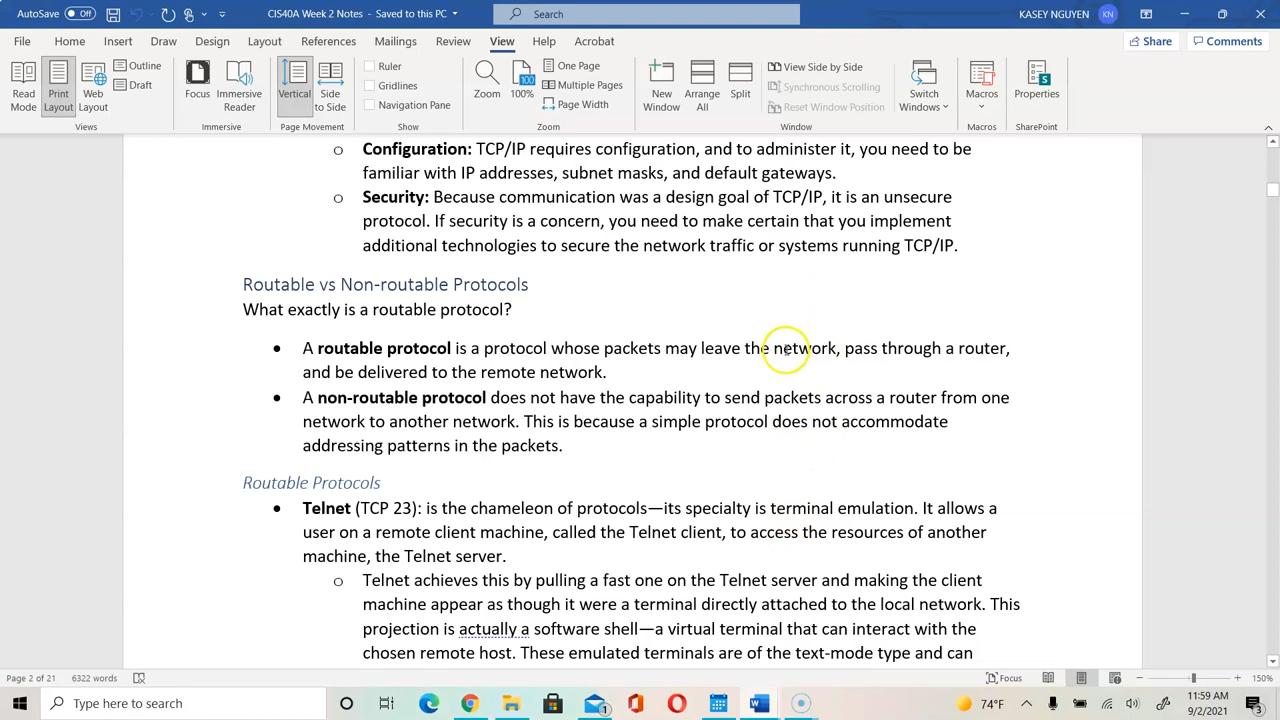 AutoSave Off
CIS40A Week 2
Search
KASEY NGUYEN KN
File Home Insert Draw Design Layout References Mailings Review View Help Acrobat Share Comments
Read Mode
Print Layout
Web Layout
Outline
Draft
Views
Focus
Immersive Reader
Immersive
Vertical
Side to Side
Page Movement
Ruler
Gridlines
Navigation Pane
Show
Zoom
100
100%
One Page
Multiple Pages
Page Width
Zoom
New Window
Arrange All
Split
View Side by Side
Synchronous Scrolling
Reset Window Position
Switch Windows
Window
Macros
Macros
Properties
SharePoint
o Configuration: TCP/IP requires configuration, and to administer it, you need to be
familiar with IP addresses, subnet masks, and default gateways.
o Security: Because communication was a design goal of TCP/IP, it is an unsecure
protocol. If security is a concern, you need to make certain that you implement
additional technologies to secure the network traffic or systems running TCP/IP.
Routable vs Non-routable Protocols
What exactly is a routable protocol?
• A routable protocol is a protocol whose packets may leave the network, pass through a router,
and be delivered to the remote network.
• A non-routable protocol does not have the capability to send packets across a router from one
network to another network. This is because a simple protocol does not accommodate
addressing patterns in the packets.
Routable Protocols
• Telnet (TCP 23): is the chameleon of protocols—its specialty is terminal emulation. It allows a
user on a remote client machine, called the Telnet client, to access the resources of another
machine, the Telnet server.
o Telnet achieves this by pulling a fast one on the Telnet server and making the client
machine appear as though it were a terminal directly attached to the local network. This
projection is actually a software shell—a virtual terminal that can interact with the
chosen remote host. These emulated terminals are of the text-mode type and can
Page 2 of 21 6322 words Focus 150%
Type here to search
1
74°F
11:59 AM
9/2/2021
3